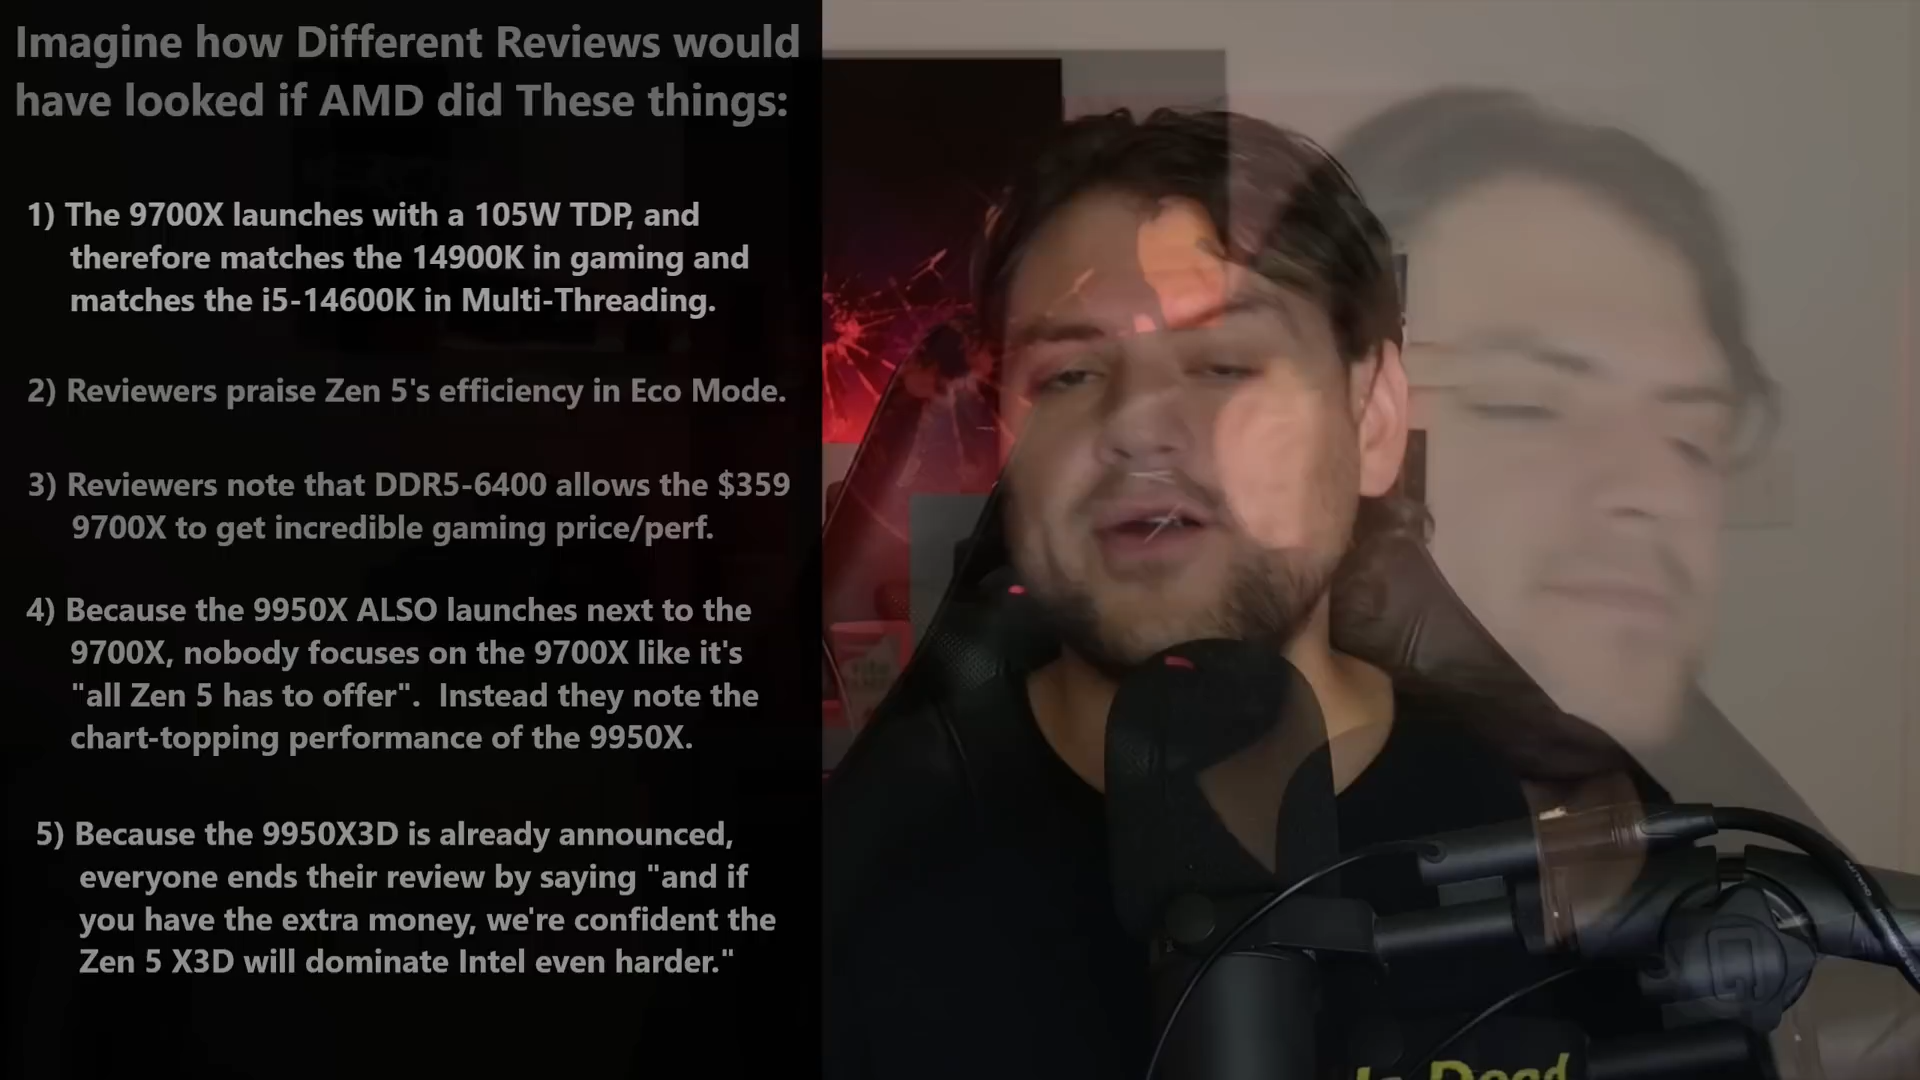 Imagine how Different Reviews would
have looked if AMD did These things:
1) The 9700X launches with a 105W TDP, and
therefore matches the 14900K in gaming and
matches the i5-14600K in Multi-Threading.
2) Reviewers praise Zen 5's efficiency in Eco Mode.
3) Reviewers note that DDR5-6400 allows the $359
9700X to get incredible gaming price/perf.
4) Because the 9950X ALSO launches next to the
9700X, nobody focuses on the 9700X like it's
"all Zen 5 has to offer".  Instead they note the
chart-topping performance of the 9950X.
5) Because the 9950X3D is already announced,
everyone ends their review by saying "and if
you have the extra money, we're confident the
Zen 5 X3D will dominate Intel even harder."
Dead